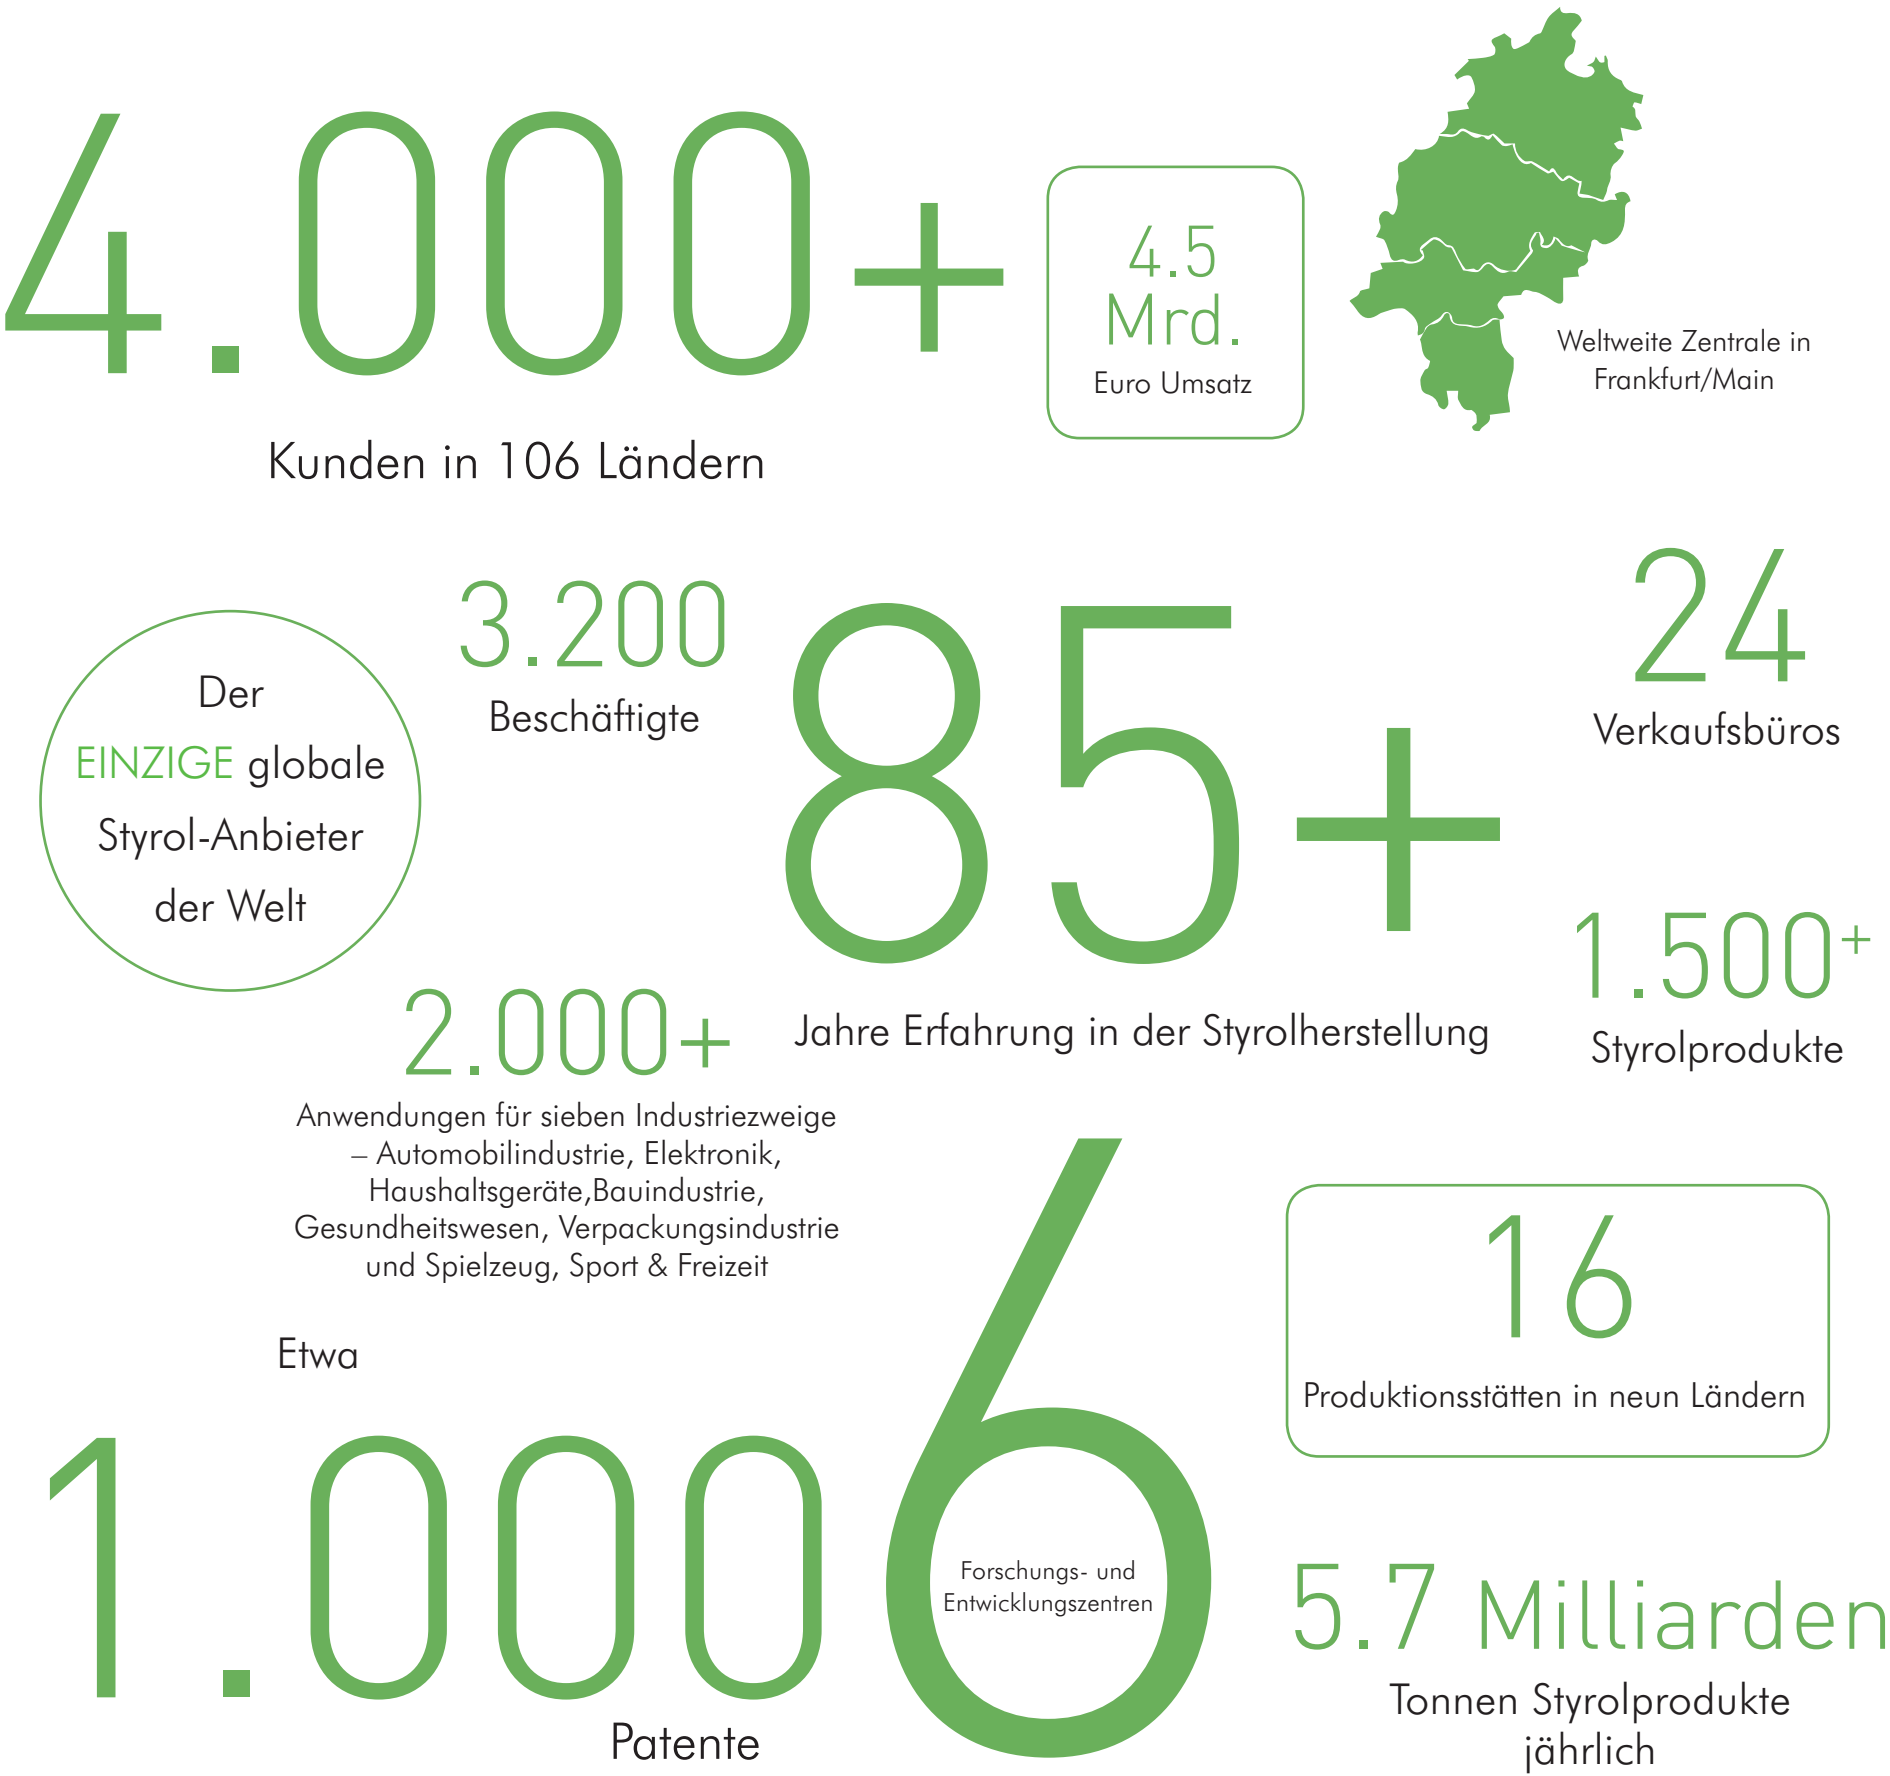 4.000+
Kunden in 106 Ländern
4.5
Mrd.
Euro Umsatz
Weltweite Zentrale in
Frankfurt/Main
Der
EINZIGE globale
Styrol-Anbieter
der Welt
3.200
Beschäftigte
85+
Jahre Erfahrung in der Styrolherstellung
24
Verkaufsbüros
1.500+
Styrolprodukte
2.000+
Anwendungen für sieben Industriezweige
– Automobilindustrie, Elektronik,
Haushaltsgeräte,Bauindustrie,
Gesundheitswesen, Verpackungsindustrie
und Spielzeug, Sport & Freizeit
Etwa
1.000
Patente
6
Forschungs- und
Entwicklungszentren
16
Produktionsstätten in neun Ländern
5.7 Milliarden
Tonnen Styrolprodukte
jährlich